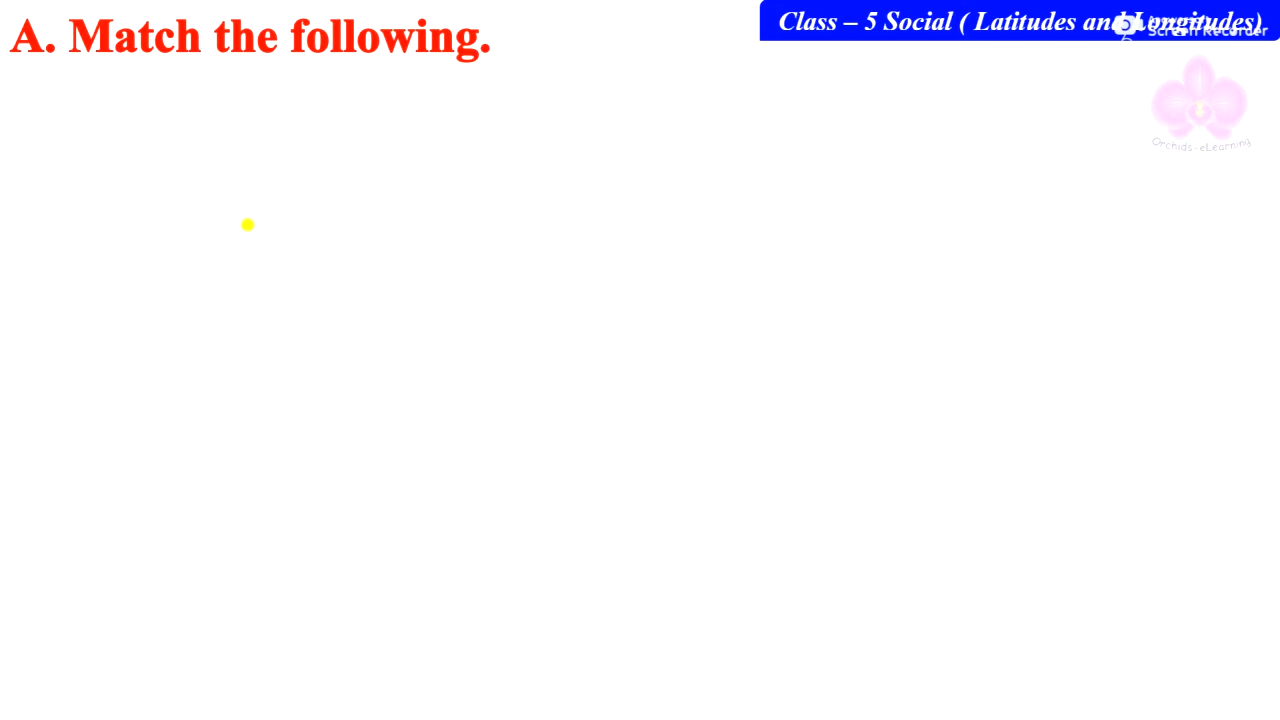 A. Match the following.
Class – 5 Social ( Latitudes and Longitudes)
Screen Recorder
Orchids - eLearning